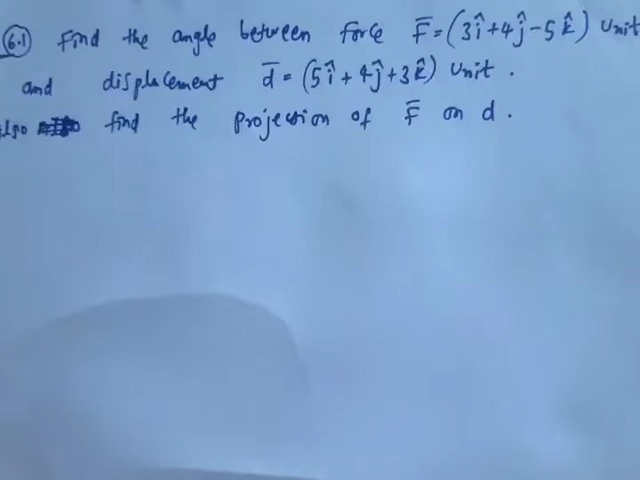 6.1 Find the angle between Force F̄ = (3î + 4ĵ - 5k̂) Unit
and displacement d̄ = (5î + 4ĵ + 3k̂) Unit.
find the projection of F̄ on d.